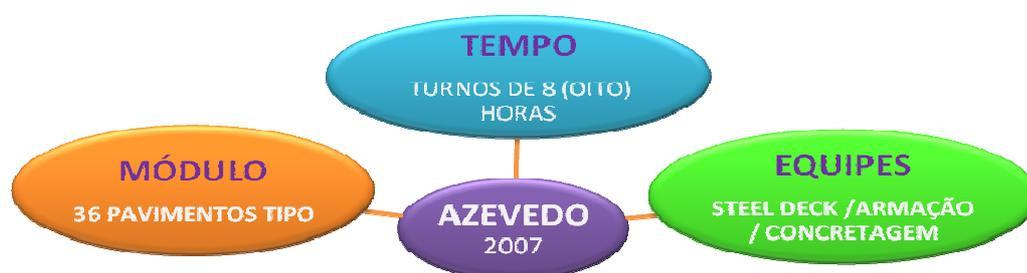 TEMPO
TURNOS DE 8 (OITO)
HORAS
MÓDULO
36 PAVIMENTOS TIPO
AZEVEDO
2007
EQUIPES
STEEL DECK /ARMAÇÃO
/ CONCRETAGEM